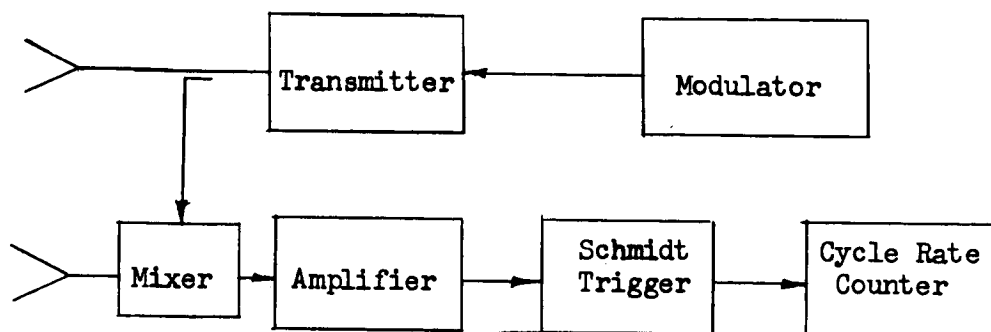 Transmitter
Modulator
Mixer
Amplifier
Schmidt
Trigger
Cycle Rate
Counter